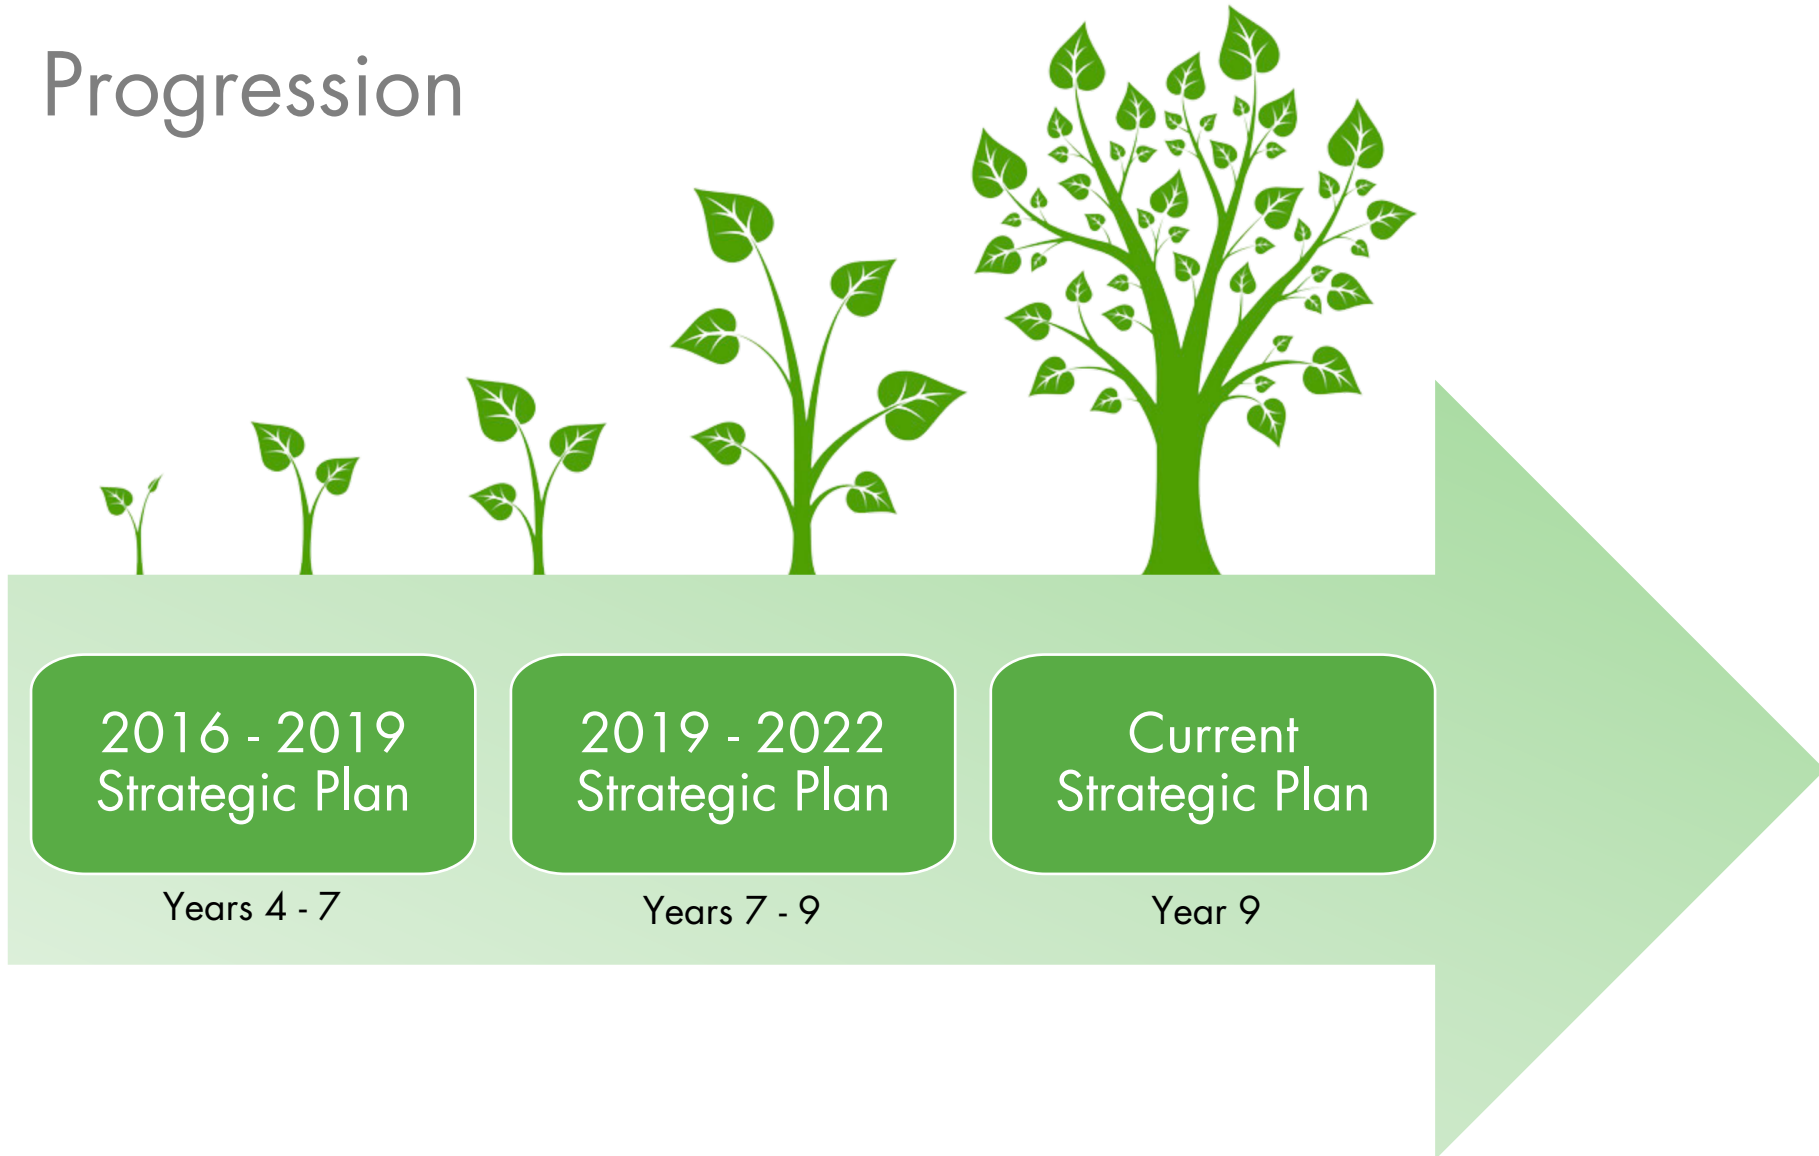 Progression
2016 - 2019
Strategic Plan
2019 - 2022
Strategic Plan
Current
Strategic Plan
Years 4 - 7
Years 7 - 9
Year 9